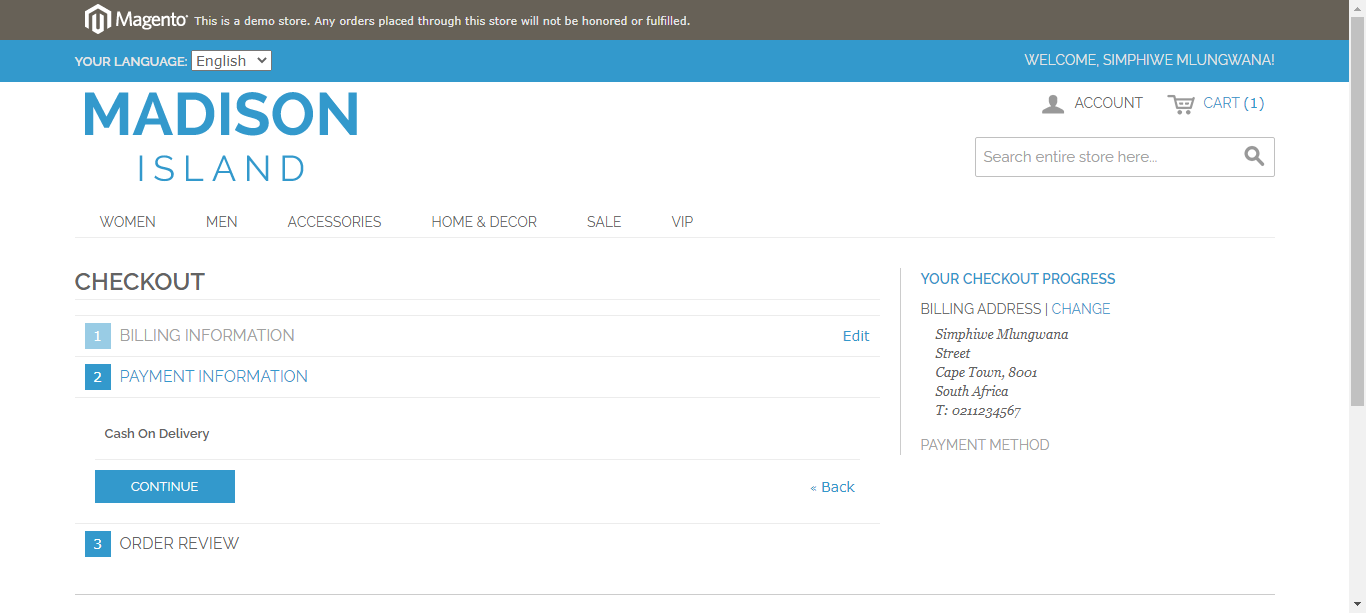 Magento This is a demo store. Any orders placed through this store will not be honored or fulfilled.
YOUR LANGUAGE: English WELCOME, SIMPHIWE MLUNGWANA!
MADISON
ISLAND
ACCOUNT CART (1)
Search entire store here...
WOMEN MEN ACCESSORIES HOME & DECOR SALE VIP
CHECKOUT
1 BILLING INFORMATION Edit
2 PAYMENT INFORMATION
Cash On Delivery
CONTINUE « Back
3 ORDER REVIEW
YOUR CHECKOUT PROGRESS
BILLING ADDRESS | CHANGE
Simphiwe Mlungwana
Street
Cape Town, 8001
South Africa
T: 0211234567
PAYMENT METHOD